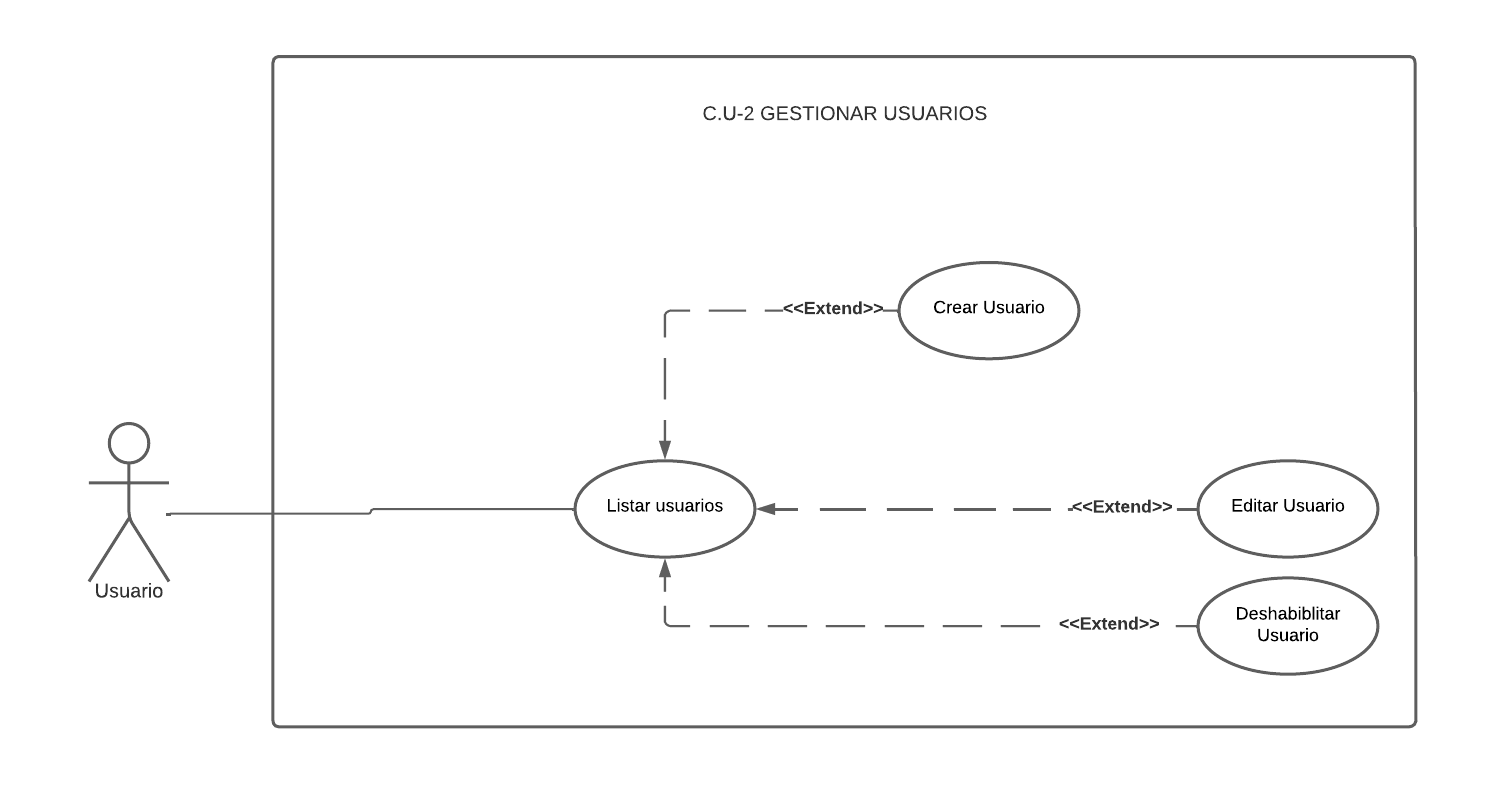 C.U-2 GESTIONAR USUARIOS
<<Extend>>
Crear Usuario
Listar usuarios
<<Extend>>
Editar Usuario
Usuario
<<Extend>>
Deshabiblitar
Usuario